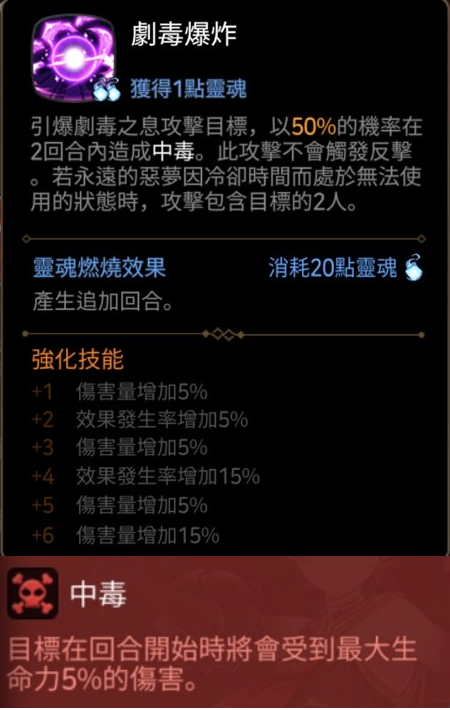 劇毒爆炸
獲得1點靈魂
引爆劇毒之息攻擊目標，以50%的機率在
2回合內造成中毒。此攻擊不會觸發反擊
。若永遠的惡夢因冷卻時間而處於無法使
用的狀態時，攻擊包含目標的2人。
靈魂燃燒效果 消耗20點靈魂
產生追加回合。
強化技能
+1 傷害量增加5%
+2 效果發生率增加5%
+3 傷害量增加5%
+4 效果發生率增加15%
+5 傷害量增加5%
+6 傷害量增加15%
中毒
目標在回合開始時將會受到最大生
命力5%的傷害。